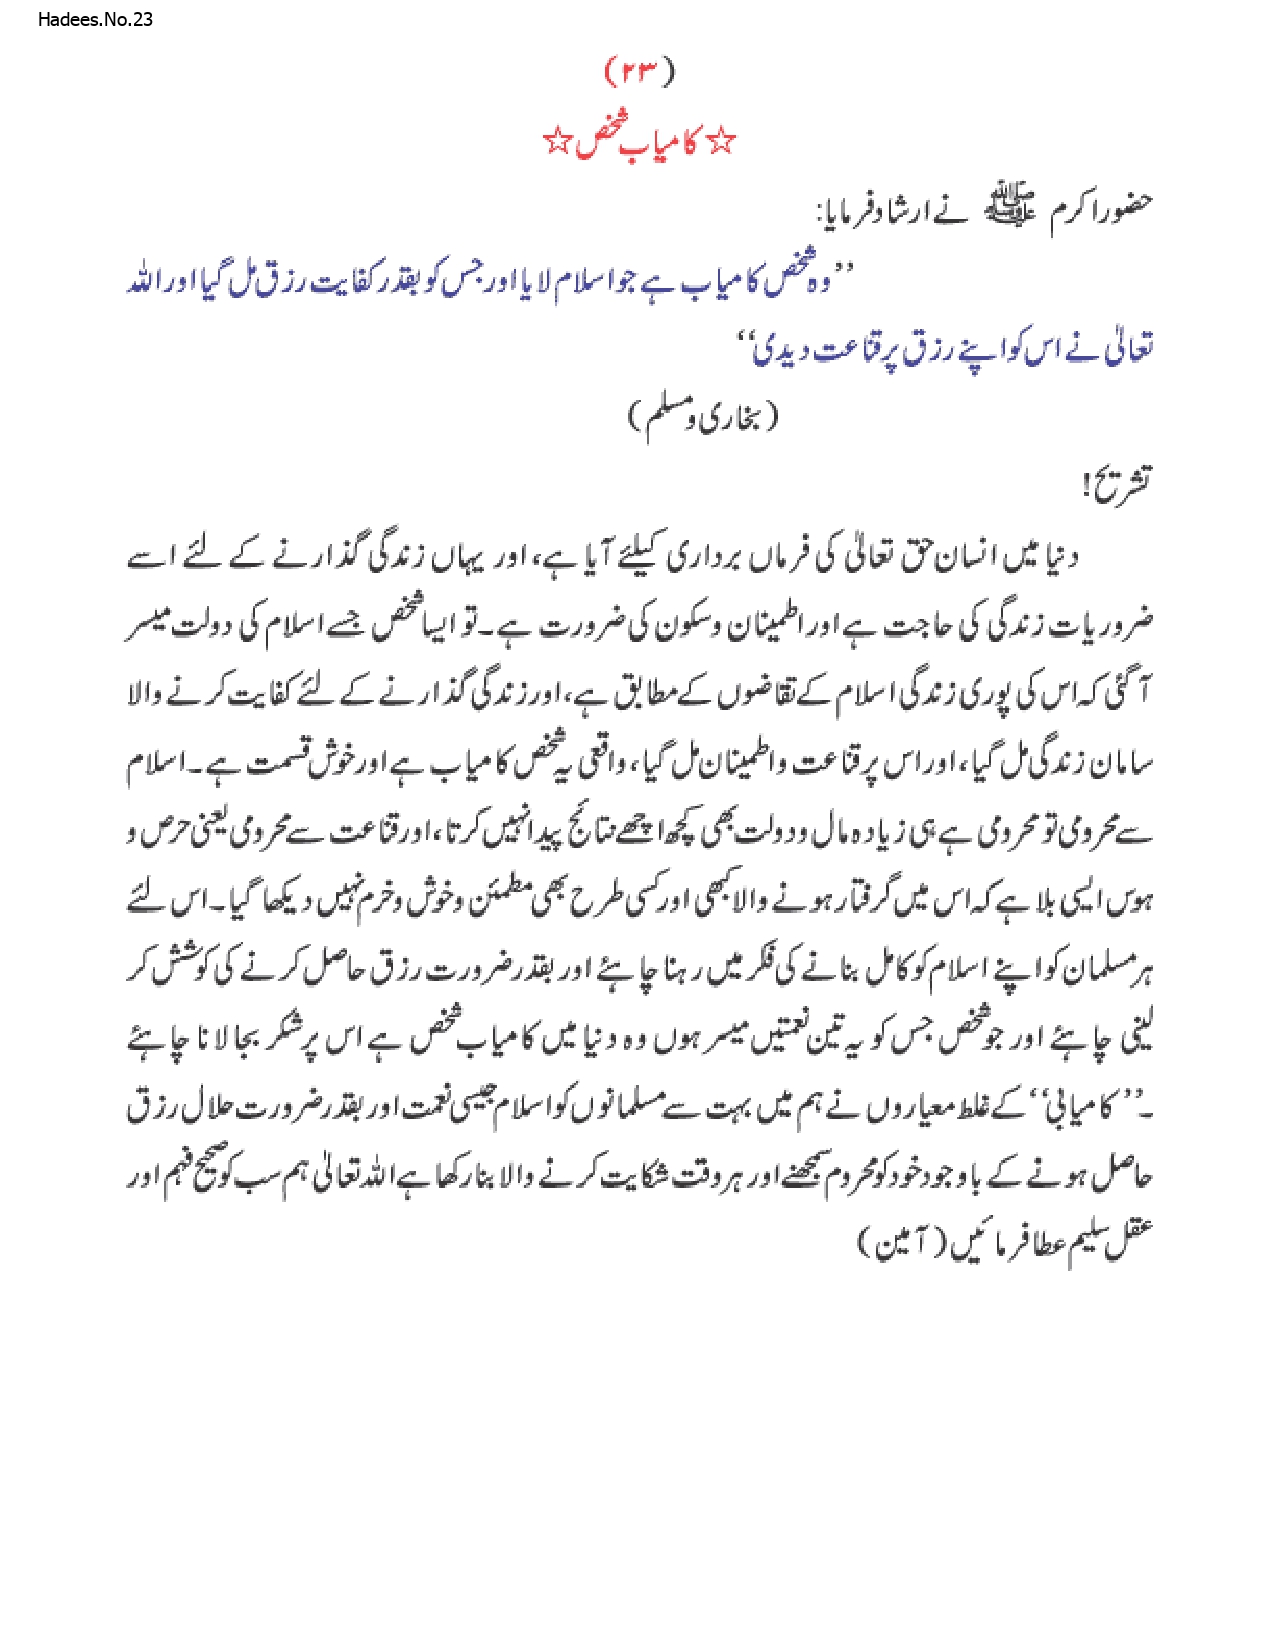 Hadees.No.23
(۲۳)
☆ کامیاب شخص ☆
حضور اکرم ﷺ نے ارشاد فرمایا:
’’وہ شخص کامیاب ہے جو اسلام لایا اور جس کو بقدر کفایت رزق مل گیا اور اللہ
تعالیٰ نے اس کو اپنے رزق پر قناعت دیدی‘‘
(بخاری و مسلم)
تشریح!
دنیا میں انسان حق تعالیٰ کی فرماں برداری کیلئے آیا ہے، اور یہاں زندگی گذارنے کے لئے اسے
ضروریات زندگی کی حاجت ہے اور اطمینان و سکون کی ضرورت ہے۔ تو ایسا شخص جسے اسلام کی دولت میسر
آ گئی کہ اس کی پوری زندگی اسلام کے تقاضوں کے مطابق ہے، اور زندگی گذارنے کے لئے کفایت کرنے والا
سامان زندگی مل گیا، اور اس پر قناعت و اطمینان مل گیا، واقعی یہ شخص کامیاب ہے اور خوش قسمت ہے۔ اسلام
سے محرومی تو محرومی ہے ہی زیادہ مال و دولت بھی کچھ اچھے نتائج پیدا نہیں کرتا، اور قناعت سے محرومی یعنی حرص و
ہوس ایسی بلا ہے کہ اس میں گرفتار ہونے والا کبھی اور کسی طرح بھی مطمئن و خوش و خرم نہیں دیکھا گیا۔ اس لئے
ہر مسلمان کو اپنے اسلام کو کامل بنانے کی فکر میں رہنا چاہئے اور بقدر ضرورت رزق حاصل کرنے کی کوشش کر
لینی چاہئے اور جو شخص جس کو یہ تین نعمتیں میسر ہوں وہ دنیا میں کامیاب شخص ہے اس پر شکر بجا لانا چاہئے
۔’’کامیابی‘‘ کے غلط معیاروں نے ہم میں بہت سے مسلمانوں کو اسلام جیسی نعمت اور بقدر ضرورت حلال رزق
حاصل ہونے کے باوجود خود کو محروم سمجھنے اور ہر وقت شکایت کرنے والا بنا رکھا ہے اللہ تعالیٰ ہم سب کو صحیح فہم اور
عقل سلیم عطا فرمائیں (آمین)